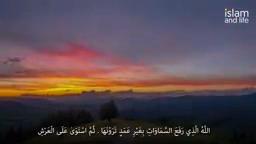 islam
and life
اللَّهُ الَّذِي رَفَعَ السَّمَاوَاتِ بِغَيْرِ عَمَدٍ تَرَوْنَهَا ۖ ثُمَّ اسْتَوَىٰ عَلَى الْعَرْشِ